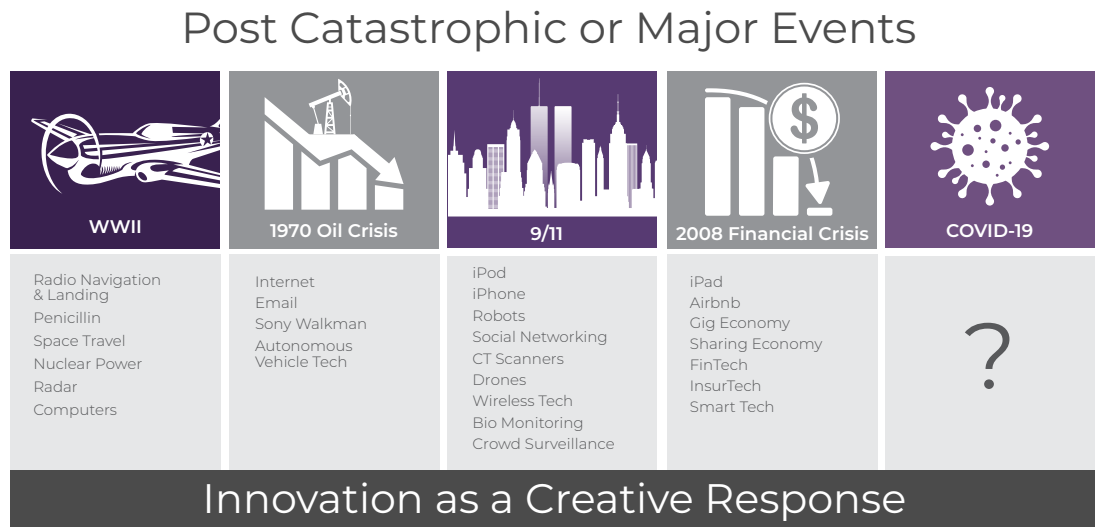 Post Catastrophic or Major Events
WWII
Radio Navigation
& Landing
Penicillin
Space Travel
Nuclear Power
Radar
Computers
1970 Oil Crisis
Internet
Email
Sony Walkman
Autonomous
Vehicle Tech
9/11
iPod
iPhone
Robots
Social Networking
CT Scanners
Drones
Wireless Tech
Bio Monitoring
Crowd Surveillance
$
2008 Financial Crisis
iPad
Airbnb
Gig Economy
Sharing Economy
FinTech
InsurTech
Smart Tech
COVID-19
?
Innovation as a Creative Response